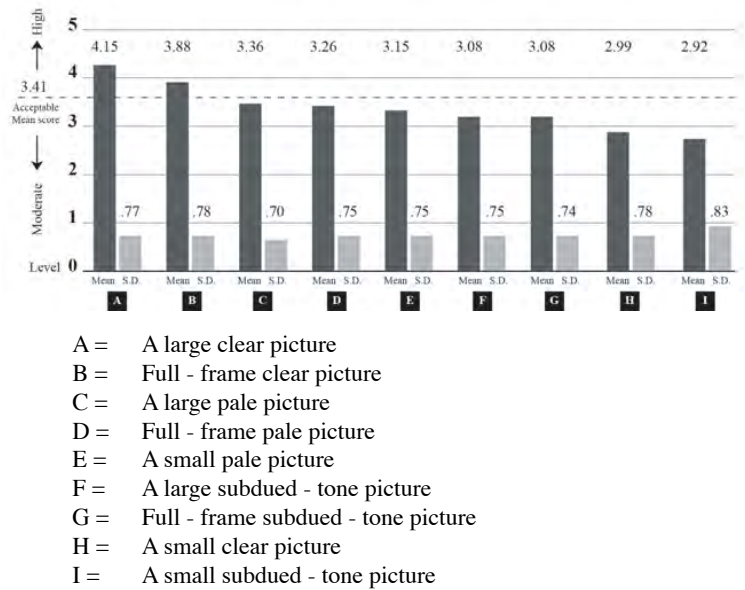 High
5
4.15 3.88 3.36 3.26 3.15 3.08 3.08 2.99 2.92
4
3.41
Acceptable
Mean score
3
2
Moderate
1
.77 .78 .70 .75 .75 .75 .74 .78 .83
Level 0
Mean S.D. Mean S.D. Mean S.D. Mean S.D. Mean S.D. Mean S.D. Mean S.D. Mean S.D. Mean S.D.
A B C D E F G H I
A = A large clear picture
B = Full - frame clear picture
C = A large pale picture
D = Full - frame pale picture
E = A small pale picture
F = A large subdued - tone picture
G = Full - frame subdued - tone picture
H = A small clear picture
I = A small subdued - tone picture